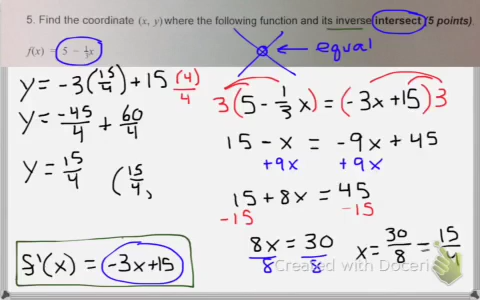 5. Find the coordinate (x, y) where the following function and its inverse intersect (5 points).
f(x) = 5 - 1/3x
← equal
y = -3(15/4) + 15 (4)/4
y = -45/4 + 60/4
y = 15/4 (15/4,
f⁻¹(x) = -3x+15
3(5 - 1/3x) = (-3x+15)3
15 - x = -9x + 45
+9x +9x
15 + 8x = 45
-15 -15
8x = 30
8 8
x = 30/8 = 15/4
Created with Doceri